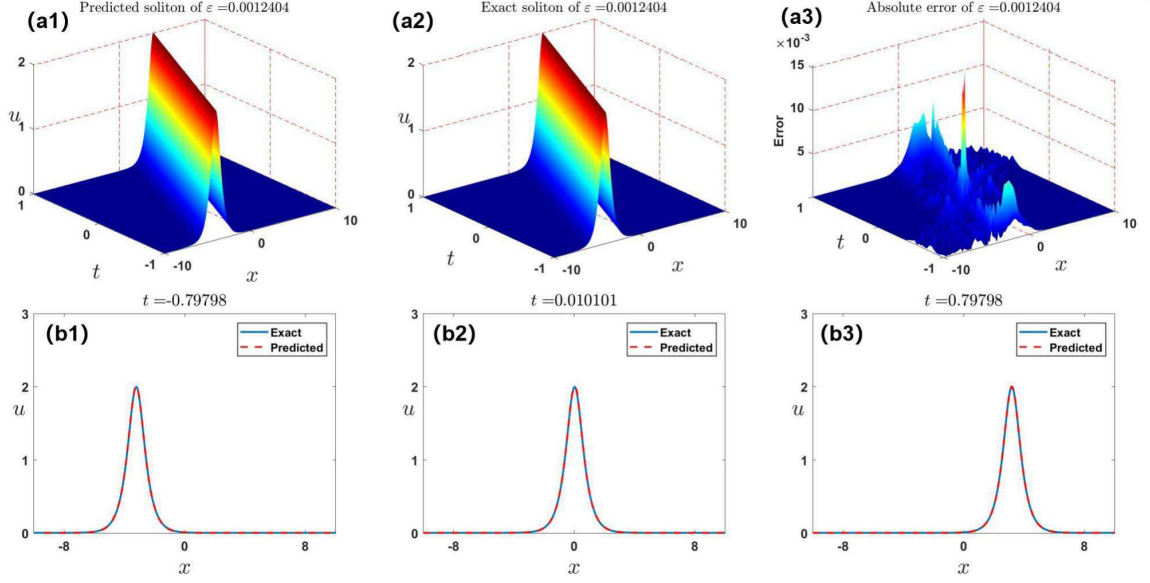 Predicted soliton of ε =0.0012404
(a1)
2
1
0
u
1
0
-1
t
-10
0
10
x
Exact soliton of ε =0.0012404
(a2)
2
1
0
u
1
0
-1
t
-10
0
10
x
Absolute error of ε =0.0012404
(a3)
×10⁻³
15
10
5
Error
1
0
-1
t
-10
0
10
x
t =-0.79798
(b1)
Exact
Predicted
3
2
1
0
u
-8
0
8
x
t =0.010101
(b2)
Exact
Predicted
3
2
1
0
u
-8
0
8
x
t =0.79798
(b3)
Exact
Predicted
3
2
1
0
u
-8
0
8
x